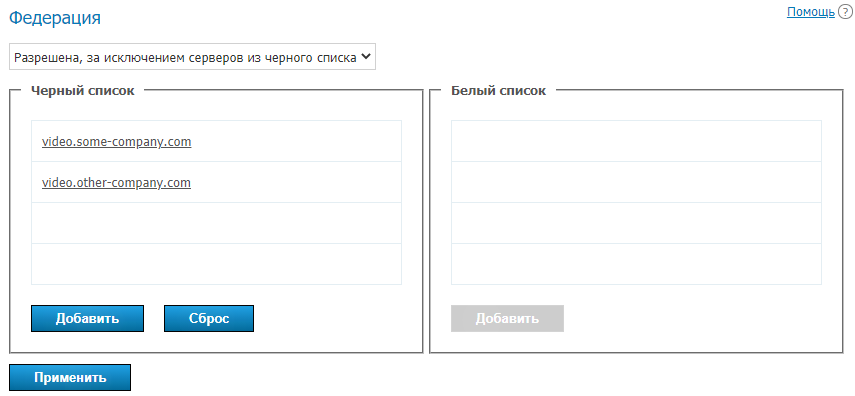 Федерация
Помощь ?
Разрешена, за исключением серверов из черного списка
Черный список
video.some-company.com
video.other-company.com
Добавить
Сброс
Белый список
Добавить
Применить